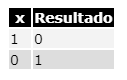 x Resultado
1 0
0 1